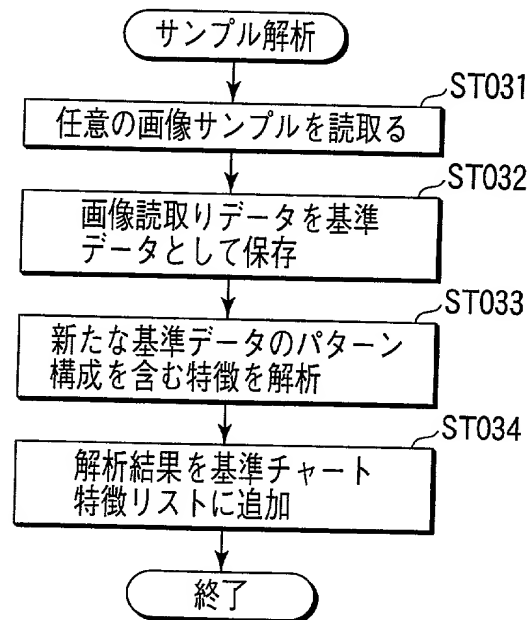 サンプル解析
ST031
任意の画像サンプルを読取る
ST032
画像読取りデータを基準
データとして保存
ST033
新たな基準データのパターン
構成を含む特徴を解析
ST034
解析結果を基準チャート
特徴リストに追加
終了